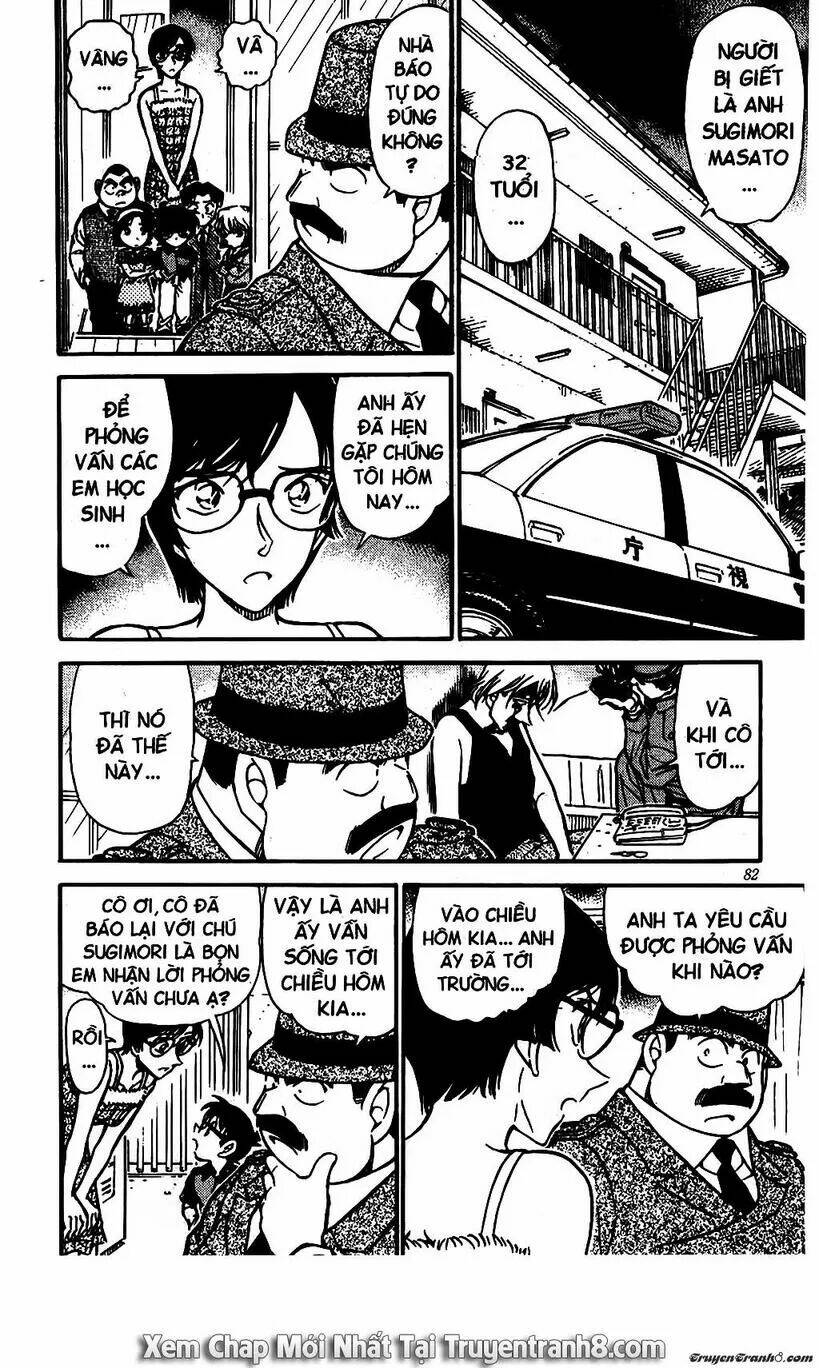 NGƯỜI
BỊ GIẾT
LÀ ANH
SUGIMORI
MASATO
...
32
TUỔI
...
NHÀ
BÁO
TỰ DO
ĐÚNG
KHÔNG
?
VÂ
...
VÂNG
...
庁
視
ANH ẤY
ĐÃ HẸN
GẶP CHÚNG
TÔI HÔM
NAY...
ĐỂ
PHỎNG
VẤN CÁC
EM HỌC
SINH
...
VÀ
KHI CÔ
TỚI...
THÌ NÓ
ĐÃ THẾ
NÀY...
82
ANH TA YÊU CẦU
ĐƯỢC PHỎNG VẤN
KHI NÀO?
VÀO CHIỀU
HÔM KIA... ANH
ẤY ĐÃ TỚI
TRƯỜNG...
VẬY LÀ ANH
ẤY VẪN
SỐNG TỚI
CHIỀU HÔM
KIA...
CÔ ƠI, CÔ ĐÃ
BÁO LẠI VỚI CHÚ
SUGIMORI LÀ BỌN
EM NHẬN LỜI PHỎNG
VẤN CHƯA Ạ?
RỒI
...
Xem Chap Mới Nhất Tại Truyentranh8.com
TruyenTranh8.com